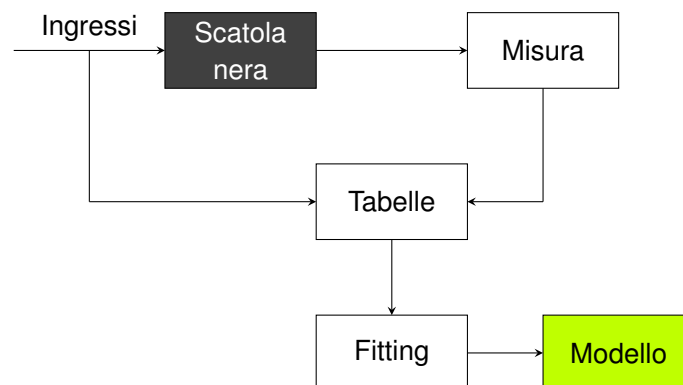 Ingressi
Scatola
nera
Misura
Tabelle
Fitting
Modello